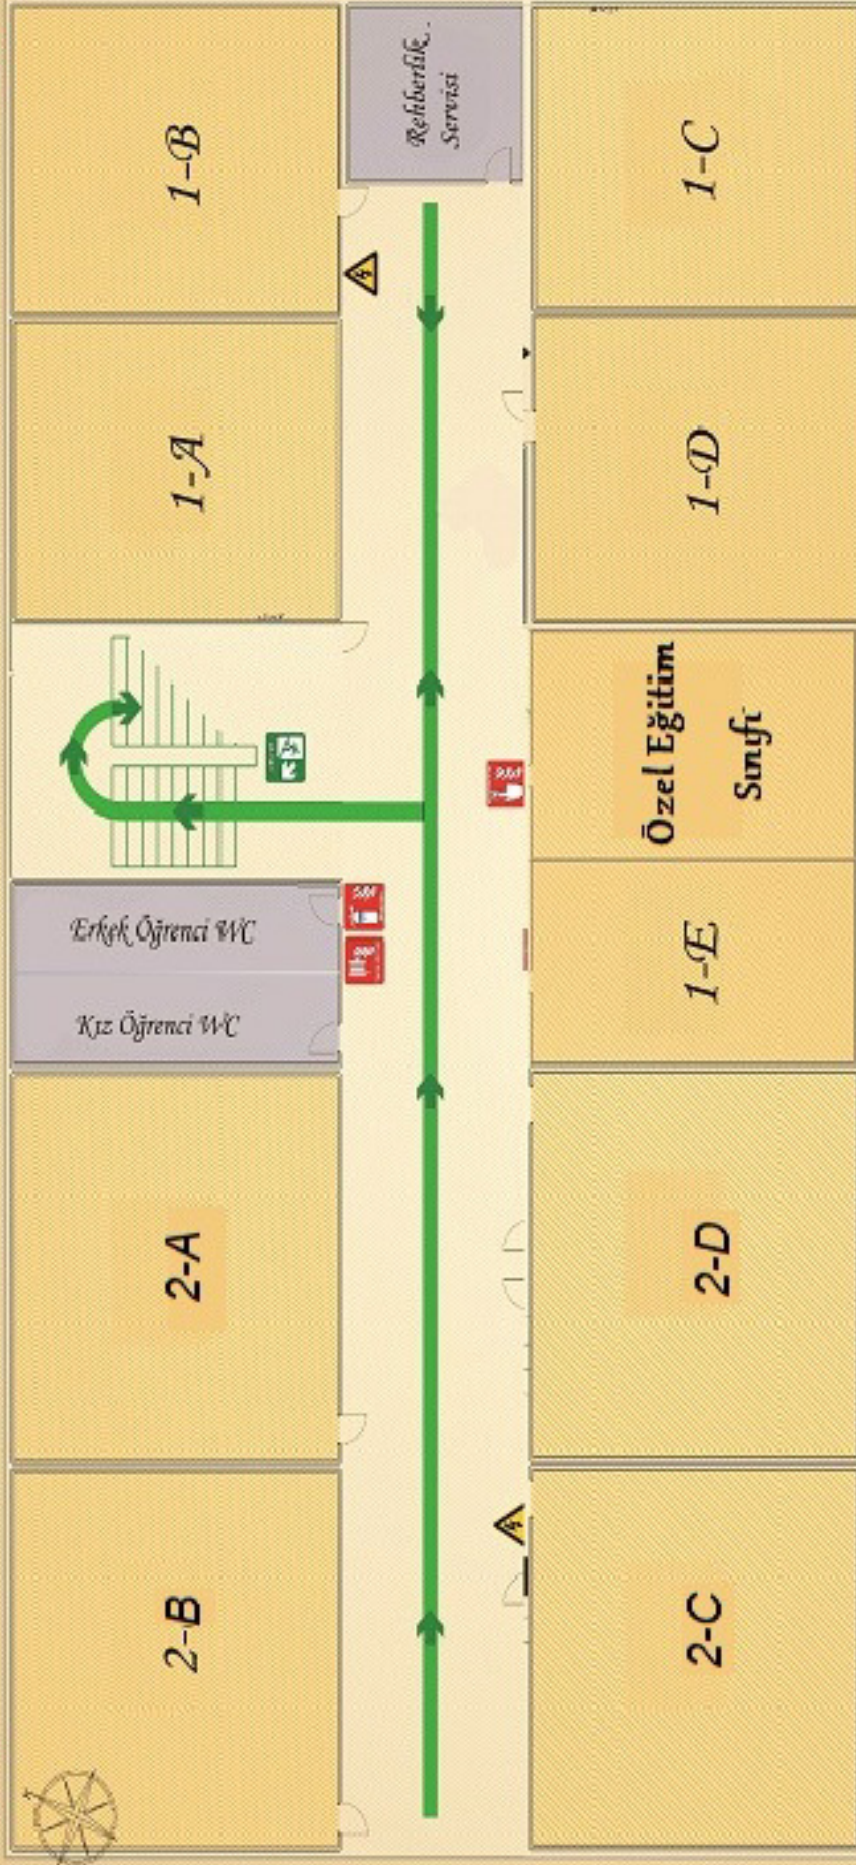 1-B
Rehberlik
Servisi
1-C
1-A
1-D
Özel Eğitim
Sınıfı
Erkek Öğrenci WC
1-E
Kız Öğrenci WC
2-A
2-D
2-B
2-C